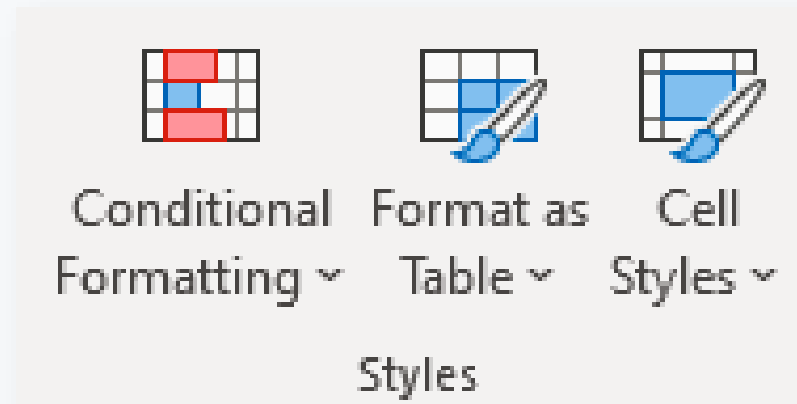 Conditional
Formatting
Format as
Table
Cell
Styles
Styles